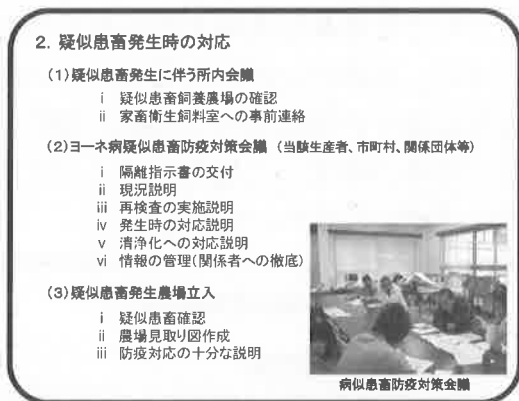 2．疑似患畜発生時の対応
（１）疑似患畜発生に伴う所内会議
ⅰ 疑似患畜飼養農場の確認
ⅱ 家畜衛生飼料室への事前連絡
（２）ヨーネ病疑似患畜防疫対策会議（当該生産者、市町村、関係団体等）
ⅰ 隔離指示書の交付
ⅱ 現況説明
ⅲ 再検査の実施説明
ⅳ 発生時の対応説明
ⅴ 清浄化への対応説明
ⅵ 情報の管理（関係者への徹底）
（３）疑似患畜発生農場立入
ⅰ 疑似患畜確認
ⅱ 農場見取り図作成
ⅲ 防疫対応の十分な説明
病似患畜防疫対策会議